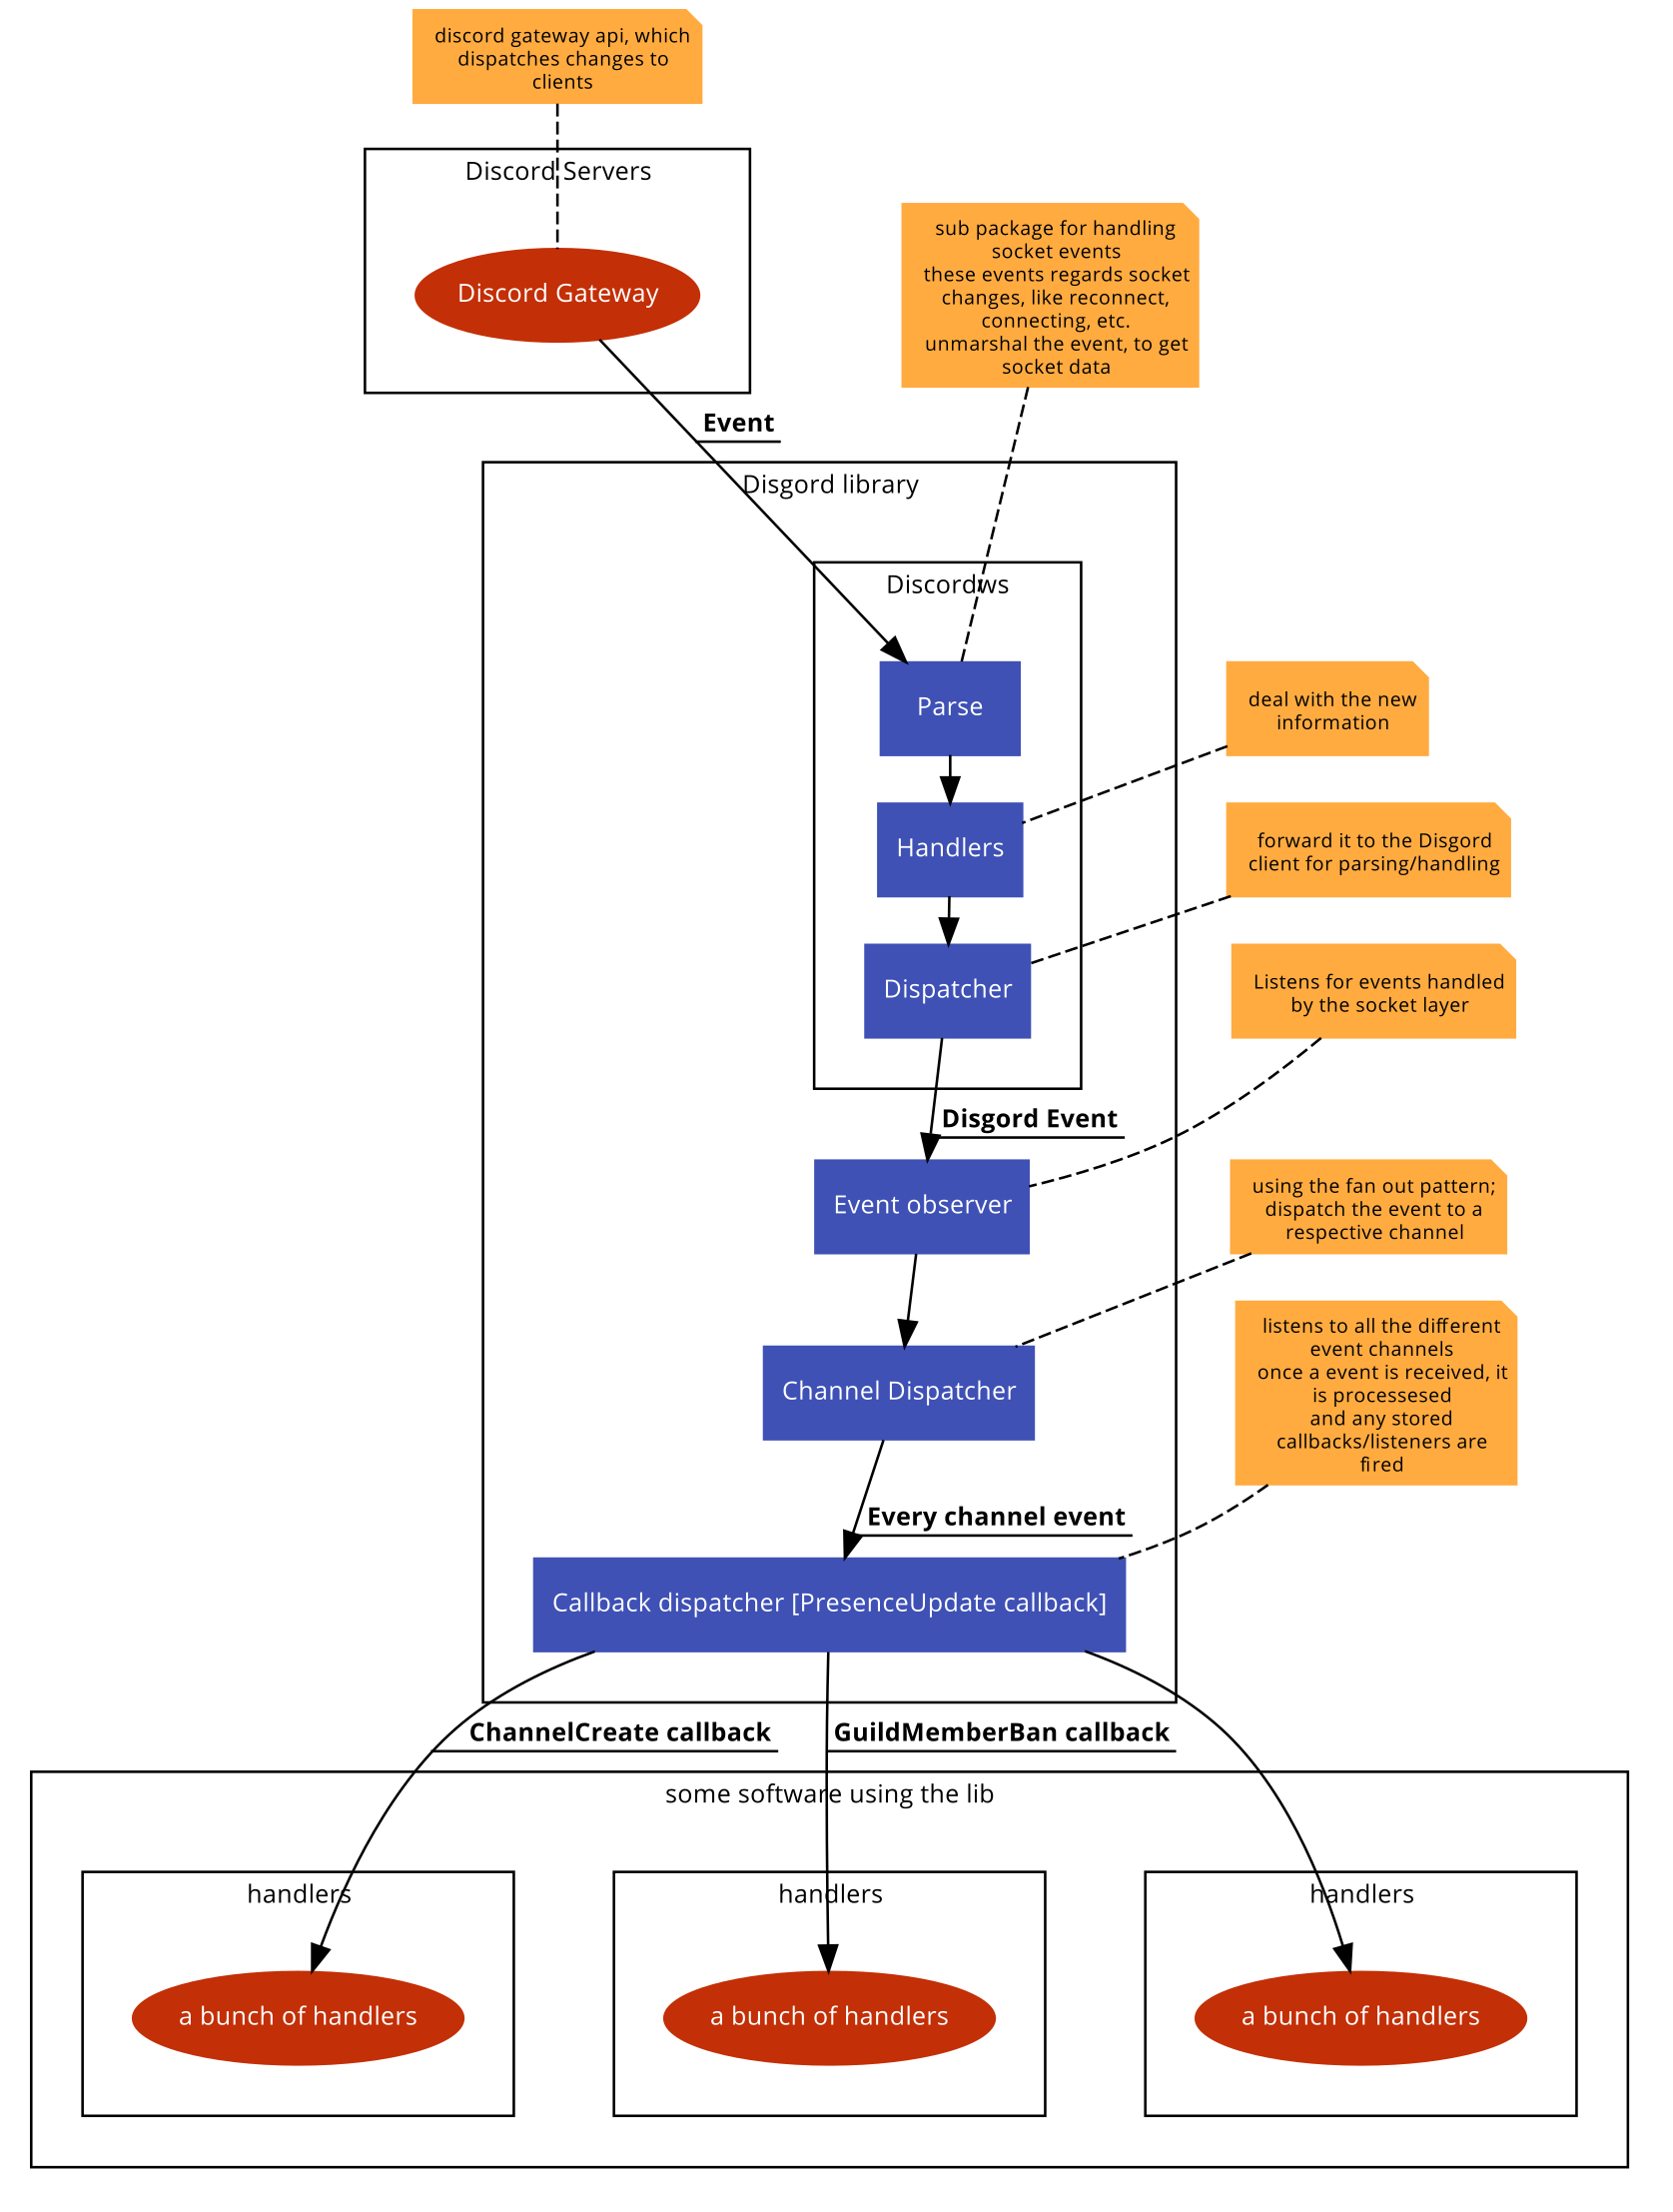 discord gateway api, which
dispatches changes to
clients
Discord Servers
Discord Gateway
sub package for handling
socket events
these events regards socket
changes, like reconnect,
connecting, etc.
unmarshal the event, to get
socket data
Event
Disgord library
Discordws
Parse
deal with the new
information
Handlers
forward it to the Disgord
client for parsing/handling
Dispatcher
Listens for events handled
by the socket layer
Disgord Event
Event observer
using the fan out pattern;
dispatch the event to a
respective channel
Channel Dispatcher
listens to all the different
event channels
once a event is received, it
is processesed
and any stored
callbacks/listeners are
fired
Every channel event
Callback dispatcher [PresenceUpdate callback]
ChannelCreate callback
GuildMemberBan callback
some software using the lib
handlers
handlers
handlers
a bunch of handlers
a bunch of handlers
a bunch of handlers